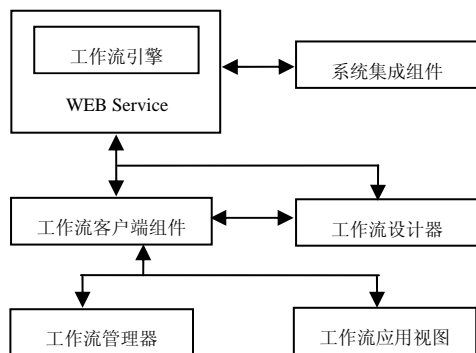 工作流引擎
WEB Service
系统集成组件
工作流客户端组件
工作流设计器
工作流管理器
工作流应用视图